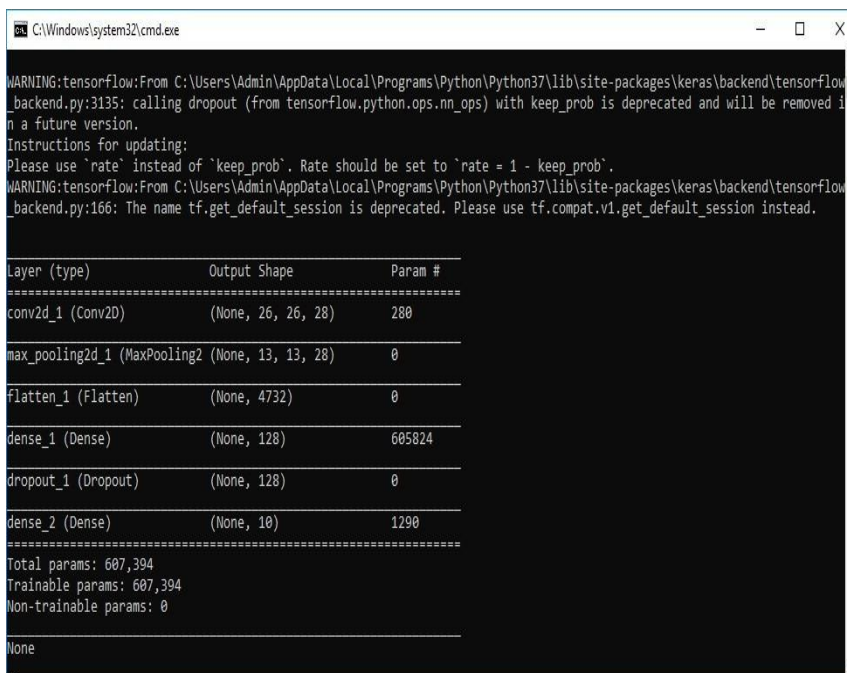 C:\Windows\system32\cmd.exe
WARNING:tensorflow:From C:\Users\Admin\AppData\Local\Programs\Python\Python37\lib\site-packages\keras\backend\tensorflow
_backend.py:3135: calling dropout (from tensorflow.python.ops.nn_ops) with keep_prob is deprecated and will be removed i
n a future version.
Instructions for updating:
Please use `rate` instead of `keep_prob`. Rate should be set to `rate = 1 - keep_prob`.
WARNING:tensorflow:From C:\Users\Admin\AppData\Local\Programs\Python\Python37\lib\site-packages\keras\backend\tensorflow
_backend.py:166: The name tf.get_default_session is deprecated. Please use tf.compat.v1.get_default_session instead.
Layer (type) Output Shape Param #
conv2d_1 (Conv2D) (None, 26, 26, 28) 280
max_pooling2d_1 (MaxPooling2 (None, 13, 13, 28) 0
flatten_1 (Flatten) (None, 4732) 0
dense_1 (Dense) (None, 128) 605824
dropout_1 (Dropout) (None, 128) 0
dense_2 (Dense) (None, 10) 1290
Total params: 607,394
Trainable params: 607,394
Non-trainable params: 0
None